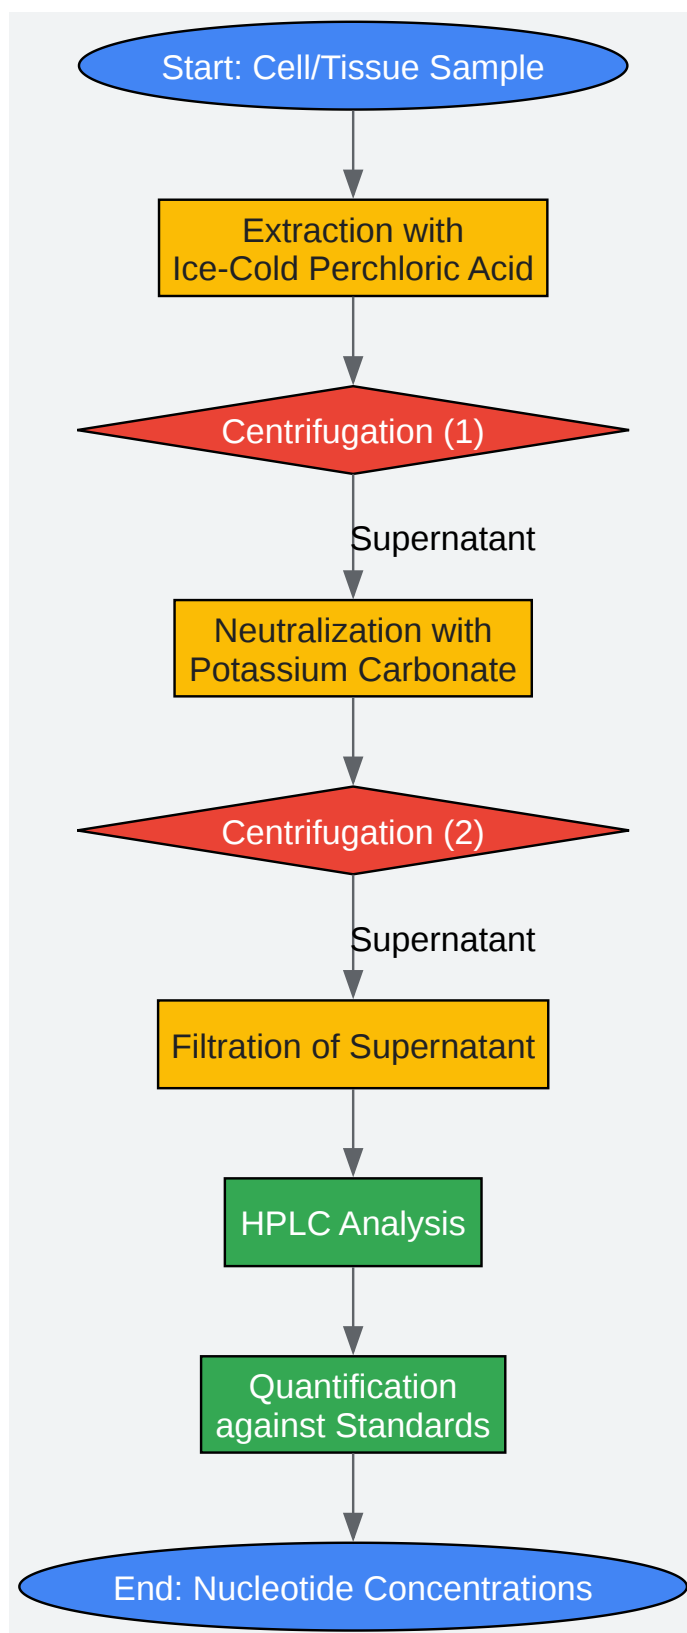 Start: Cell/Tissue Sample
Extraction with
Ice-Cold Perchloric Acid
Centrifugation (1)
Supernatant
Neutralization with
Potassium Carbonate
Centrifugation (2)
Supernatant
Filtration of Supernatant
HPLC Analysis
Quantification
against Standards
End: Nucleotide Concentrations